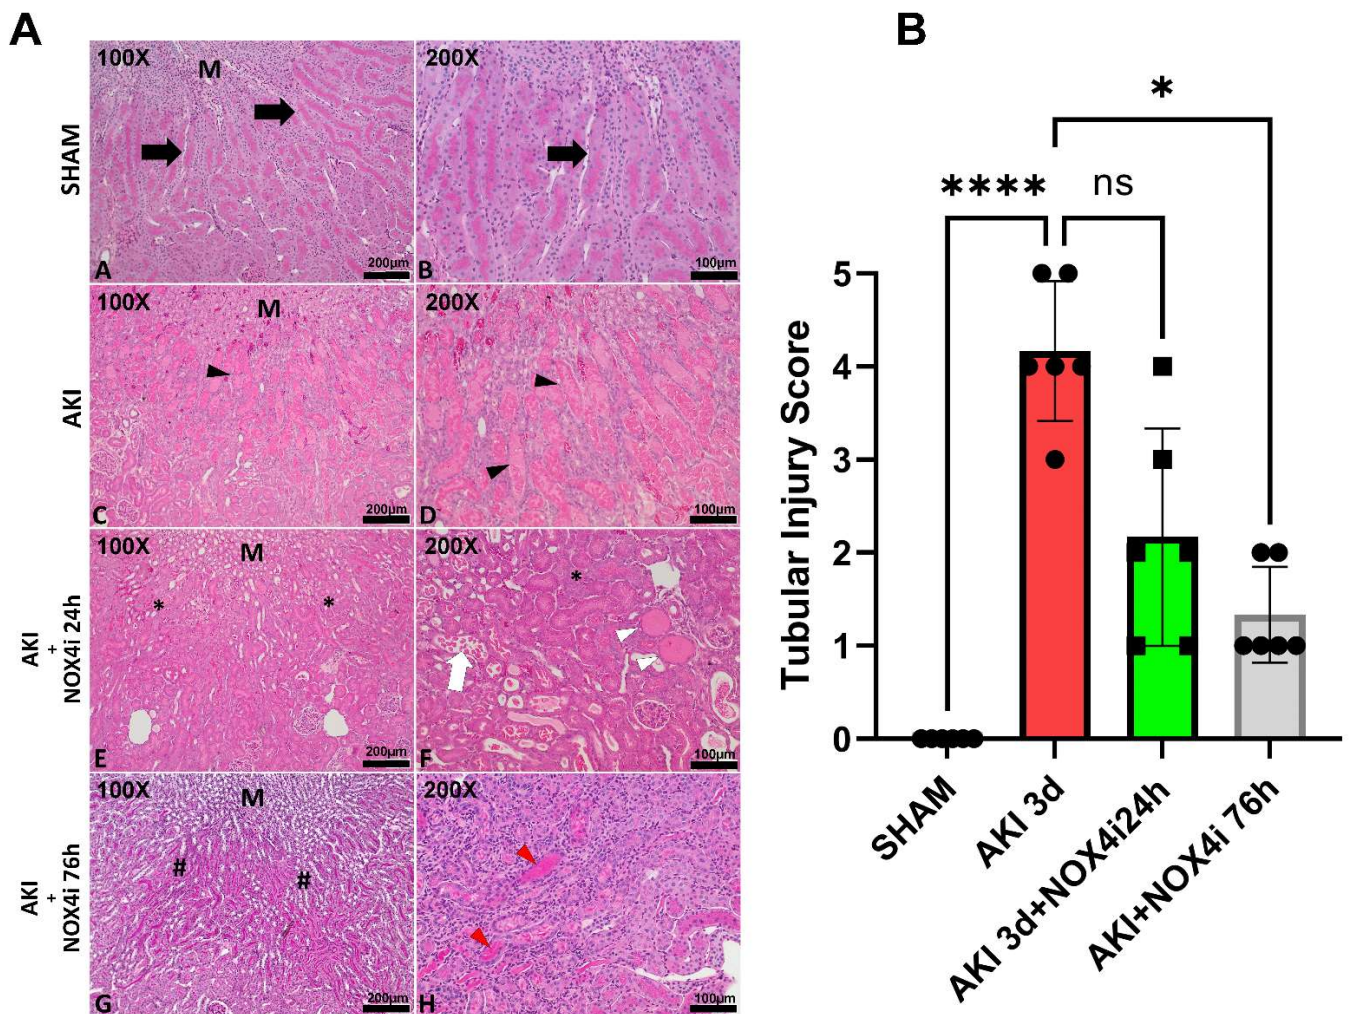 A
100X
M
200X
SHAM
A
200µm
B
100µm
100X
M
200X
AKI
C
200µm
D
100µm
100X
M
200X
*
*
*
AKI
+
NOX4i 24h
E
200µm
F
100µm
100X
M
200X
#
#
AKI
+
NOX4i 76h
G
200µm
H
100µm
B
*
****
ns
Tubular Injury Score
5
4
3
2
1
0
SHAM
AKI 3d
AKI 3d+NOX4i24h
AKI+NOX4i 76h